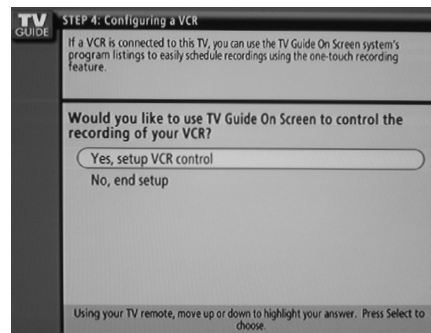 TV
GUIDE
STEP 4: Configuring a VCR
If a VCR is connected to this TV, you can use the TV Guide On Screen system's
program listings to easily schedule recordings using the one-touch recording
feature.
Would you like to use TV Guide On Screen to control the
recording of your VCR?
Yes, setup VCR control
No, end setup
Using your TV remote, move up or down to highlight your answer. Press Select to
choose.